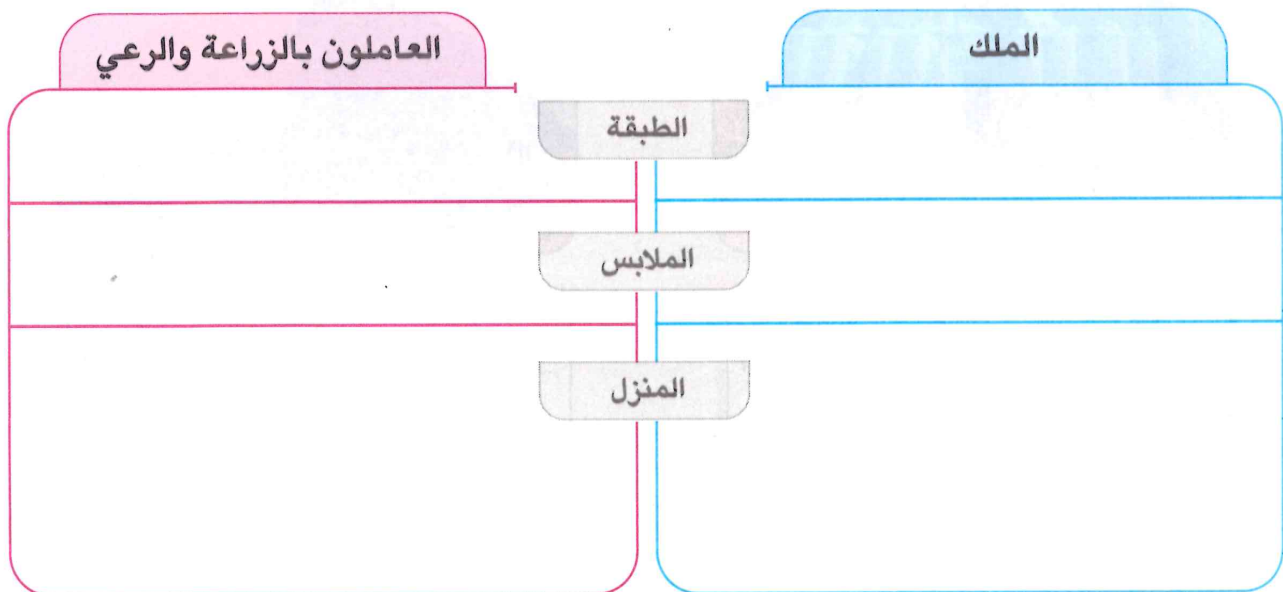 الملك
العاملون بالزراعة والرعي
الطبقة
الملابس
المنزل